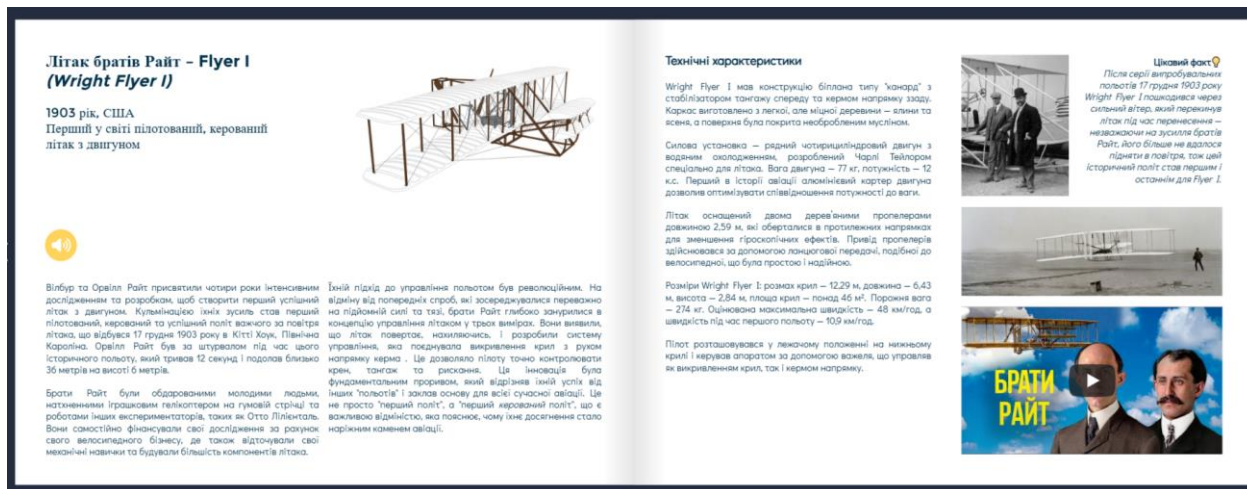 Літак братів Райт – Flyer I
(Wright Flyer I)
1903 рік, США
Перший у світі пілотований, керований
літак з двигуном
Вілбур та Орвілл Райт присвятили чотири роки інтенсивним
дослідженням та розробкам, щоб створити перший успішний
літак з двигуном. Кульмінацією їхніх зусиль став перший
пілотований, керований та успішний політ важчого за повітря
літака, що відбувся 17 грудня 1903 року в Кітті Хоук, Північна
Кароліна. Орвілл Райт був за штурвалом під час цього
історичного польоту, який тривав 12 секунд і подолав близько
36 метрів на висоті 6 метрів.
Брати Райт були обдарованими молодими людьми,
натхненними іграшковим гелікоптером на гумовій стрічці та
роботами інших експериментаторів, таких як Отто Лілієнталь.
Вони самостійно фінансували свої дослідження за рахунок
свого велосипедного бізнесу, де також відточували свої
механічні навички та будували більшість компонентів літака.
Їхній підхід до управління польотом був революційним. На
відміну від попередніх спроб, які зосереджувалися переважно
на підйомній силі та тязі, брати Райт глибоко занурилися в
концепцію управління літаком у трьох вимірах. Вони виявили,
що літак повертає, нахиляючись, і розробили систему
управління, яка поєднувала викривлення крил з рухом
напрямку керма . Це дозволяло пілоту точно контролювати
крен, тангаж та рискання. Ця інновація була
фундаментальним проривом, який відрізняв їхній успіх від
інших "польотів" і заклав основу для всієї сучасної авіації. Це
не просто "перший політ", а "перший керований політ", що є
важливою відмінністю, яка пояснює, чому їхнє досягнення стало
наріжним каменем авіації.
Технічні характеристики
Wright Flyer I мав конструкцію біплана типу "канард" з
стабілізатором тангажу спереду та кермом напрямку ззаду.
Каркас виготовлено з легкої, але міцної деревини – ялини та
ясеня, а поверхня була покрита необробленим мусліном.
Силова установка – рядний чотирициліндровий двигун з
водяним охолодженням, розроблений Чарлі Тейлором
спеціально для літака. Вага двигуна – 77 кг, потужність – 12
к.с. Перший в історії авіації алюмінієвий картер двигуна
дозволив оптимізувати співвідношення потужності до ваги.
Літак оснащений двома дерев'яними пропелерами
довжиною 2,59 м, які оберталися в протилежних напрямках
для зменшення гіроскопічних ефектів. Привід пропелерів
здійснювався за допомогою ланцюгової передачі, подібної до
велосипедної, що була простою і надійною.
Розміри Wright Flyer I: розмах крил – 12,29 м, довжина – 6,43
м, висота – 2,84 м, площа крил – понад 46 м². Порожня вага
– 274 кг. Оцінювана максимальна швидкість – 48 км/год, а
швидкість під час першого польоту – 10,9 км/год.
Пілот розташовувався у лежачому положенні на нижньому
крилі і керував апаратом за допомогою важеля, що управляв
як викривленням крил, так і кермом напрямку.
Цікавий факт
Після серії випробувальних
польотів 17 грудня 1903 року
Wright Flyer I пошкодився через
сильний вітер, який перекинув
літак під час перенесення –
незважаючи на зусилля братів
Райт, його більше не вдалося
підняти в повітря, тож цей
історичний політ став першим і
останнім для Flyer I.
БРАТИ
РАЙТ